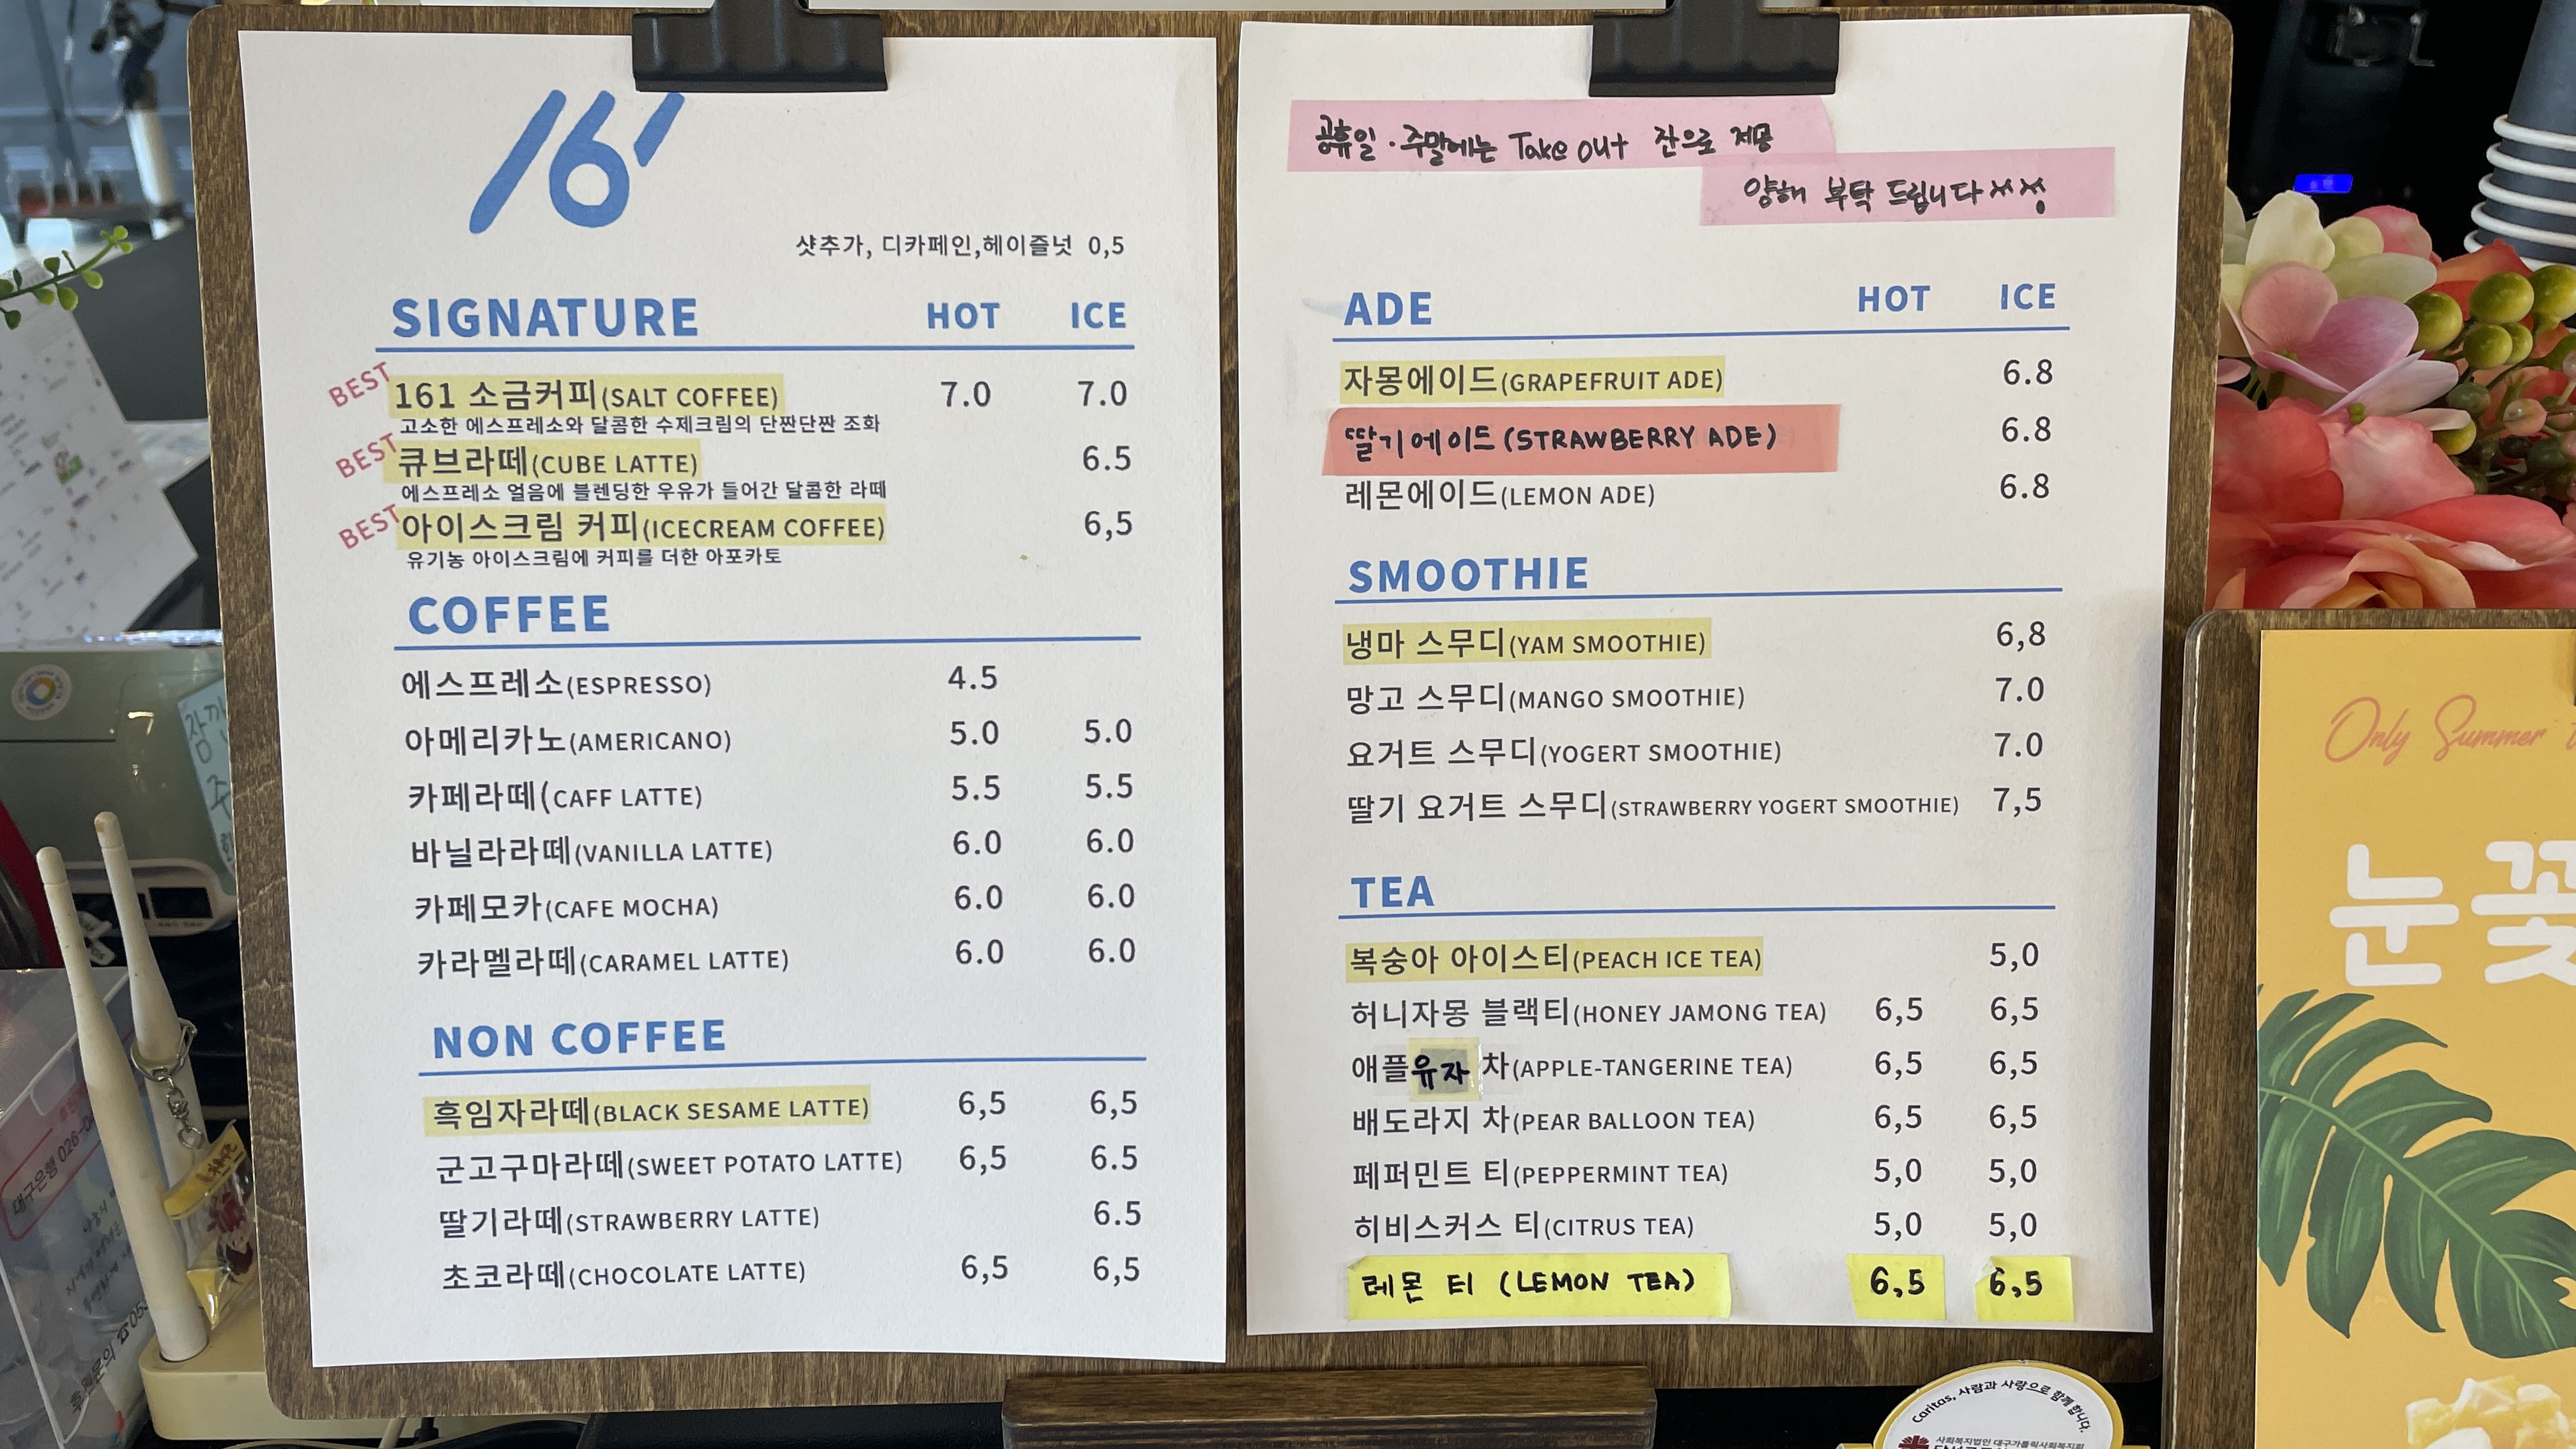 161
샷추가, 디카페인,헤이즐넛 0,5
SIGNATURE HOT ICE
BEST 161 소금커피(SALT COFFEE) 7.0 7.0
고소한 에스프레소와 달콤한 수제크림의 단짠단짠 조화
BEST 큐브라떼(CUBE LATTE) 6.5
에스프레소 얼음에 블렌딩한 우유가 들어간 달콤한 라떼
BEST 아이스크림 커피(ICECREAM COFFEE) 6,5
유기농 아이스크림에 커피를 더한 아포카토
COFFEE
에스프레소(ESPRESSO) 4.5
아메리카노(AMERICANO) 5.0 5.0
카페라떼(CAFF LATTE) 5.5 5.5
바닐라라떼(VANILLA LATTE) 6.0 6.0
카페모카(CAFE MOCHA) 6.0 6.0
카라멜라떼(CARAMEL LATTE) 6.0 6.0
NON COFFEE
흑임자라떼(BLACK SESAME LATTE) 6,5 6,5
군고구마라떼(SWEET POTATO LATTE) 6,5 6.5
딸기라떼(STRAWBERRY LATTE) 6.5
초코라떼(CHOCOLATE LATTE) 6,5 6,5
공휴일·주말에는 Take out 잔으로 제공
양해 부탁 드립니다^^
ADE HOT ICE
자몽에이드(GRAPEFRUIT ADE) 6.8
딸기에이드(STRAWBERRY ADE) 6.8
레몬에이드(LEMON ADE) 6.8
SMOOTHIE
냉마 스무디(YAM SMOOTHIE) 6,8
망고 스무디(MANGO SMOOTHIE) 7.0
요거트 스무디(YOGERT SMOOTHIE) 7.0
딸기 요거트 스무디(STRAWBERRY YOGERT SMOOTHIE) 7,5
TEA
복숭아 아이스티(PEACH ICE TEA) 5,0
허니자몽 블랙티(HONEY JAMONG TEA) 6,5 6,5
애플유자 차(APPLE-TANGERINE TEA) 6,5 6,5
배도라지 차(PEAR BALLOON TEA) 6,5 6,5
페퍼민트 티(PEPPERMINT TEA) 5,0 5,0
히비스커스 티(CITRUS TEA) 5,0 5,0
레몬 티 (LEMON TEA) 6,5 6,5
Only Summer
눈꽃
Caritas, 사람과 사랑으로 함께 합니다.
사회복지법인 대구가톨릭사회복지회
대구은행